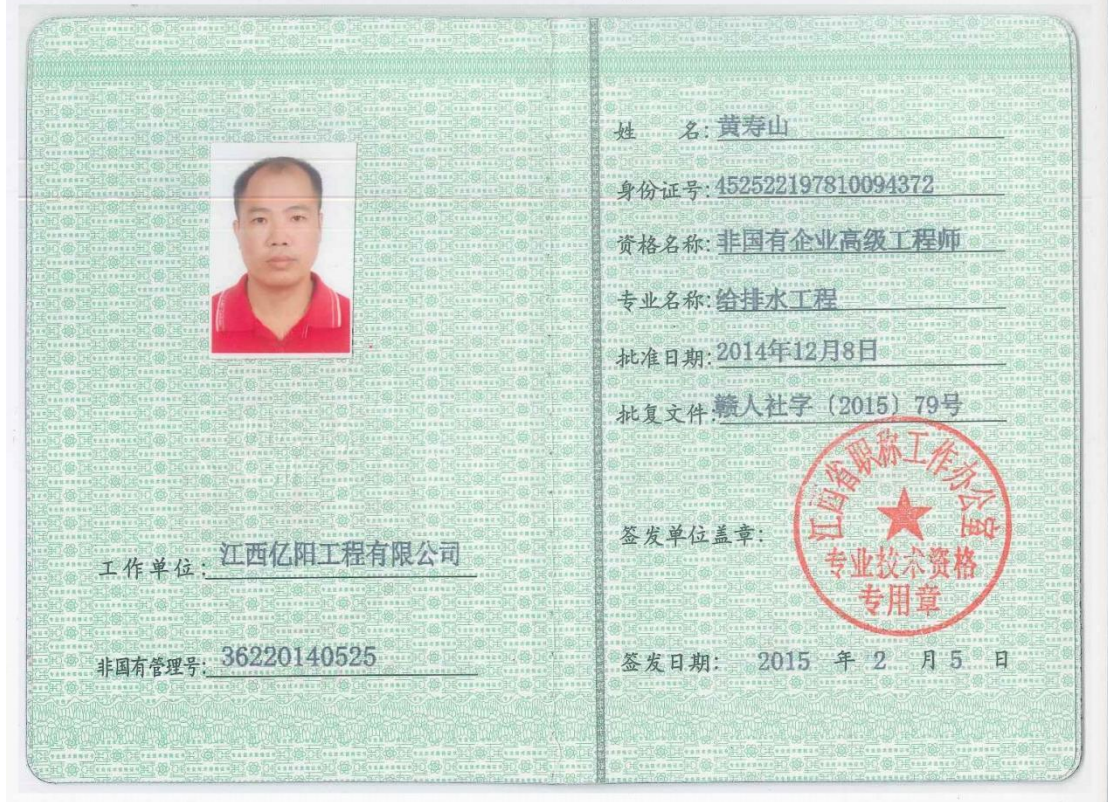 工作单位:江西亿阳工程有限公司
非国有管理号:36220140525
姓 名:黄寿山
身份证号:452522197810094372
资格名称:非国有企业高级工程师
专业名称:给排水工程
批准日期:2014年12月8日
批复文件:赣人社字〔2015〕79号
签发单位盖章:
江西省职称工作办公室
专业技术资格
专用章
签发日期: 2015 年 2 月 5 日